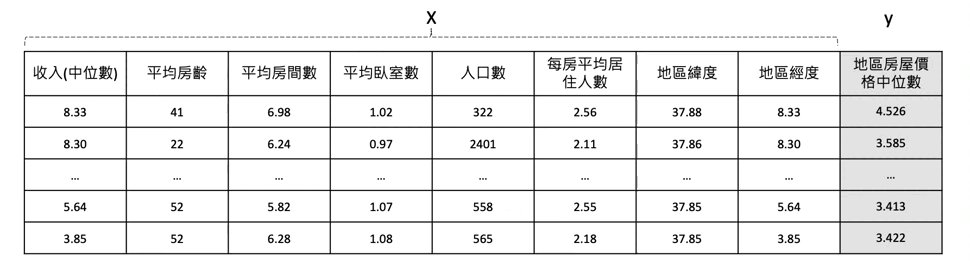 X y
收入(中位數) 平均房齡 平均房間數 平均臥室數 人口數 每房平均居住人數 地區緯度 地區經度 地區房屋價格中位數
8.33 41 6.98 1.02 322 2.56 37.88 8.33 4.526
8.30 22 6.24 0.97 2401 2.11 37.86 8.30 3.585
... ... ... ... ... ... ... ... ...
5.64 52 5.82 1.07 558 2.55 37.85 5.64 3.413
3.85 52 6.28 1.08 565 2.18 37.85 3.85 3.422